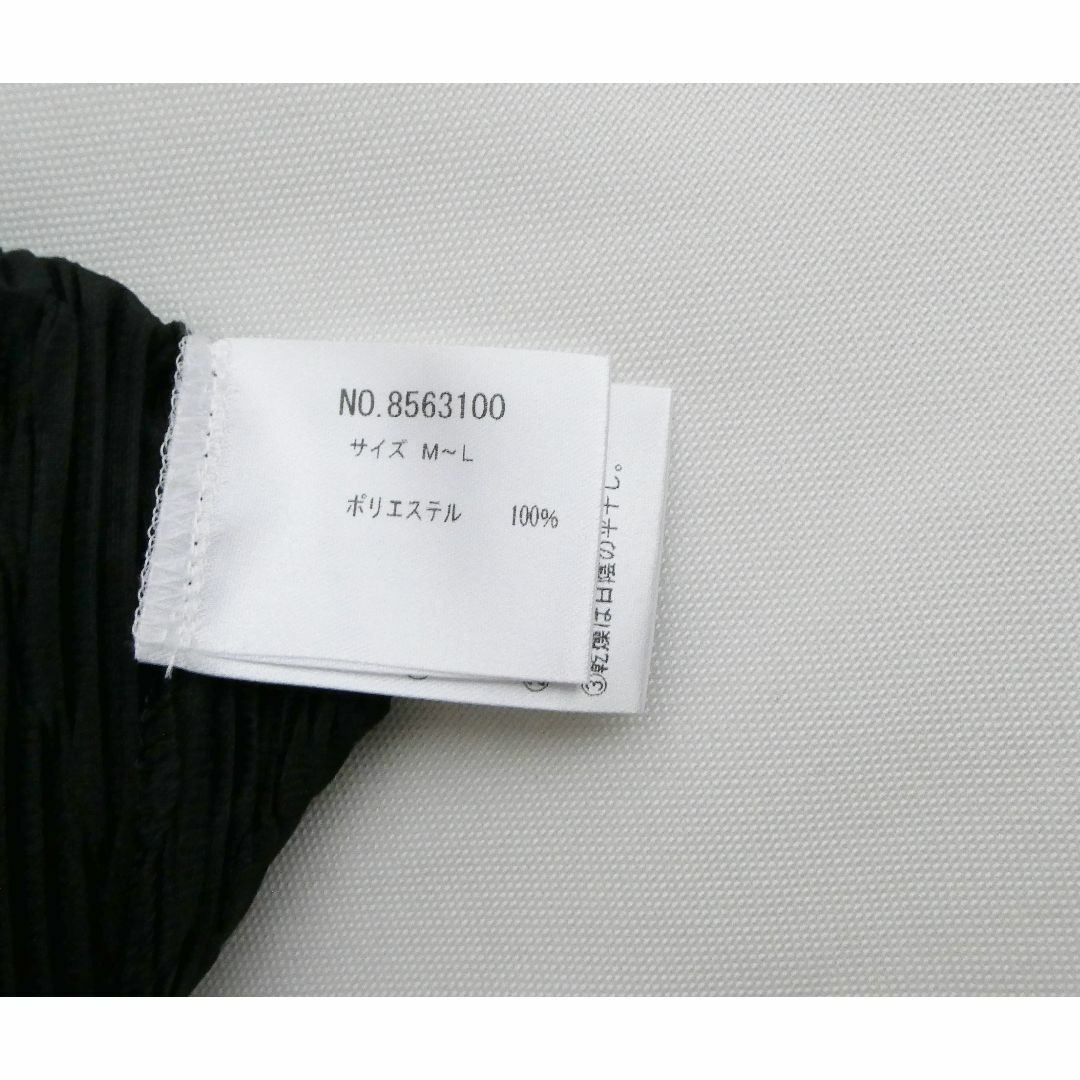 NO.8563100
サイズ M～L
ポリエステル 100%
③乾燥は日陰の平干し。